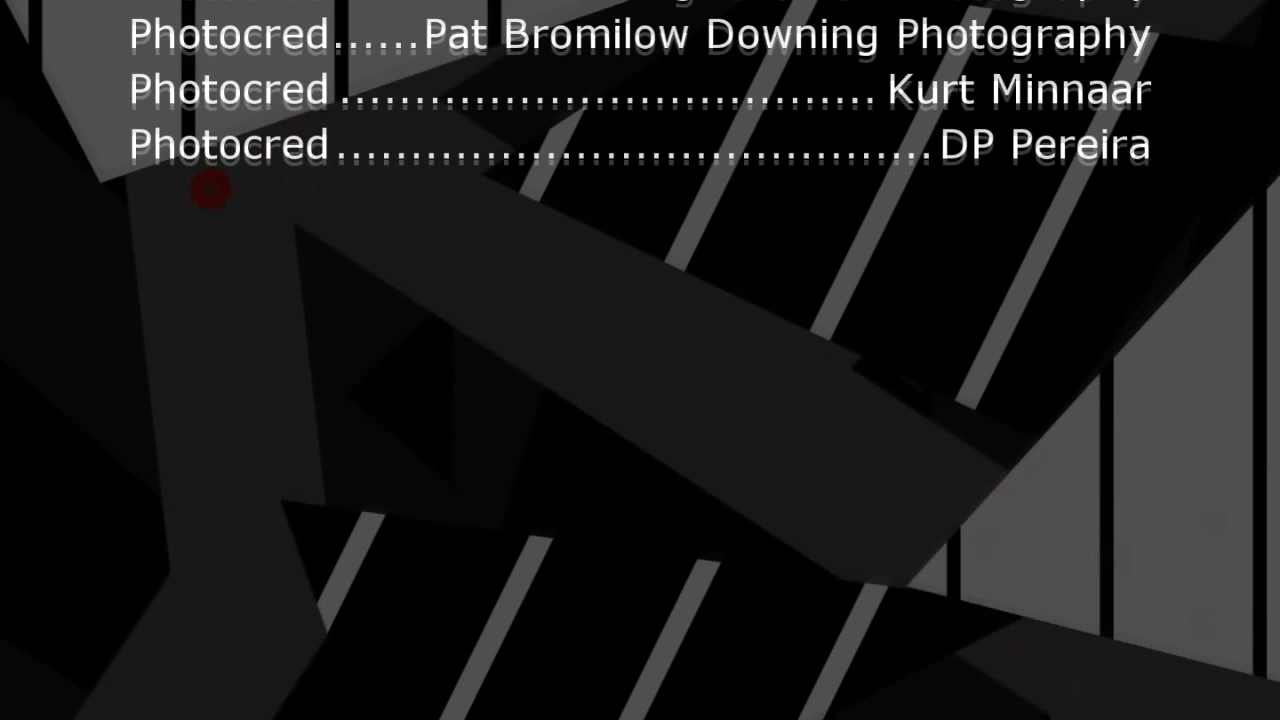 Photocred......Pat Bromilow Downing Photography
Photocred....................................Kurt Minnaar
Photocred........................................DP Pereira